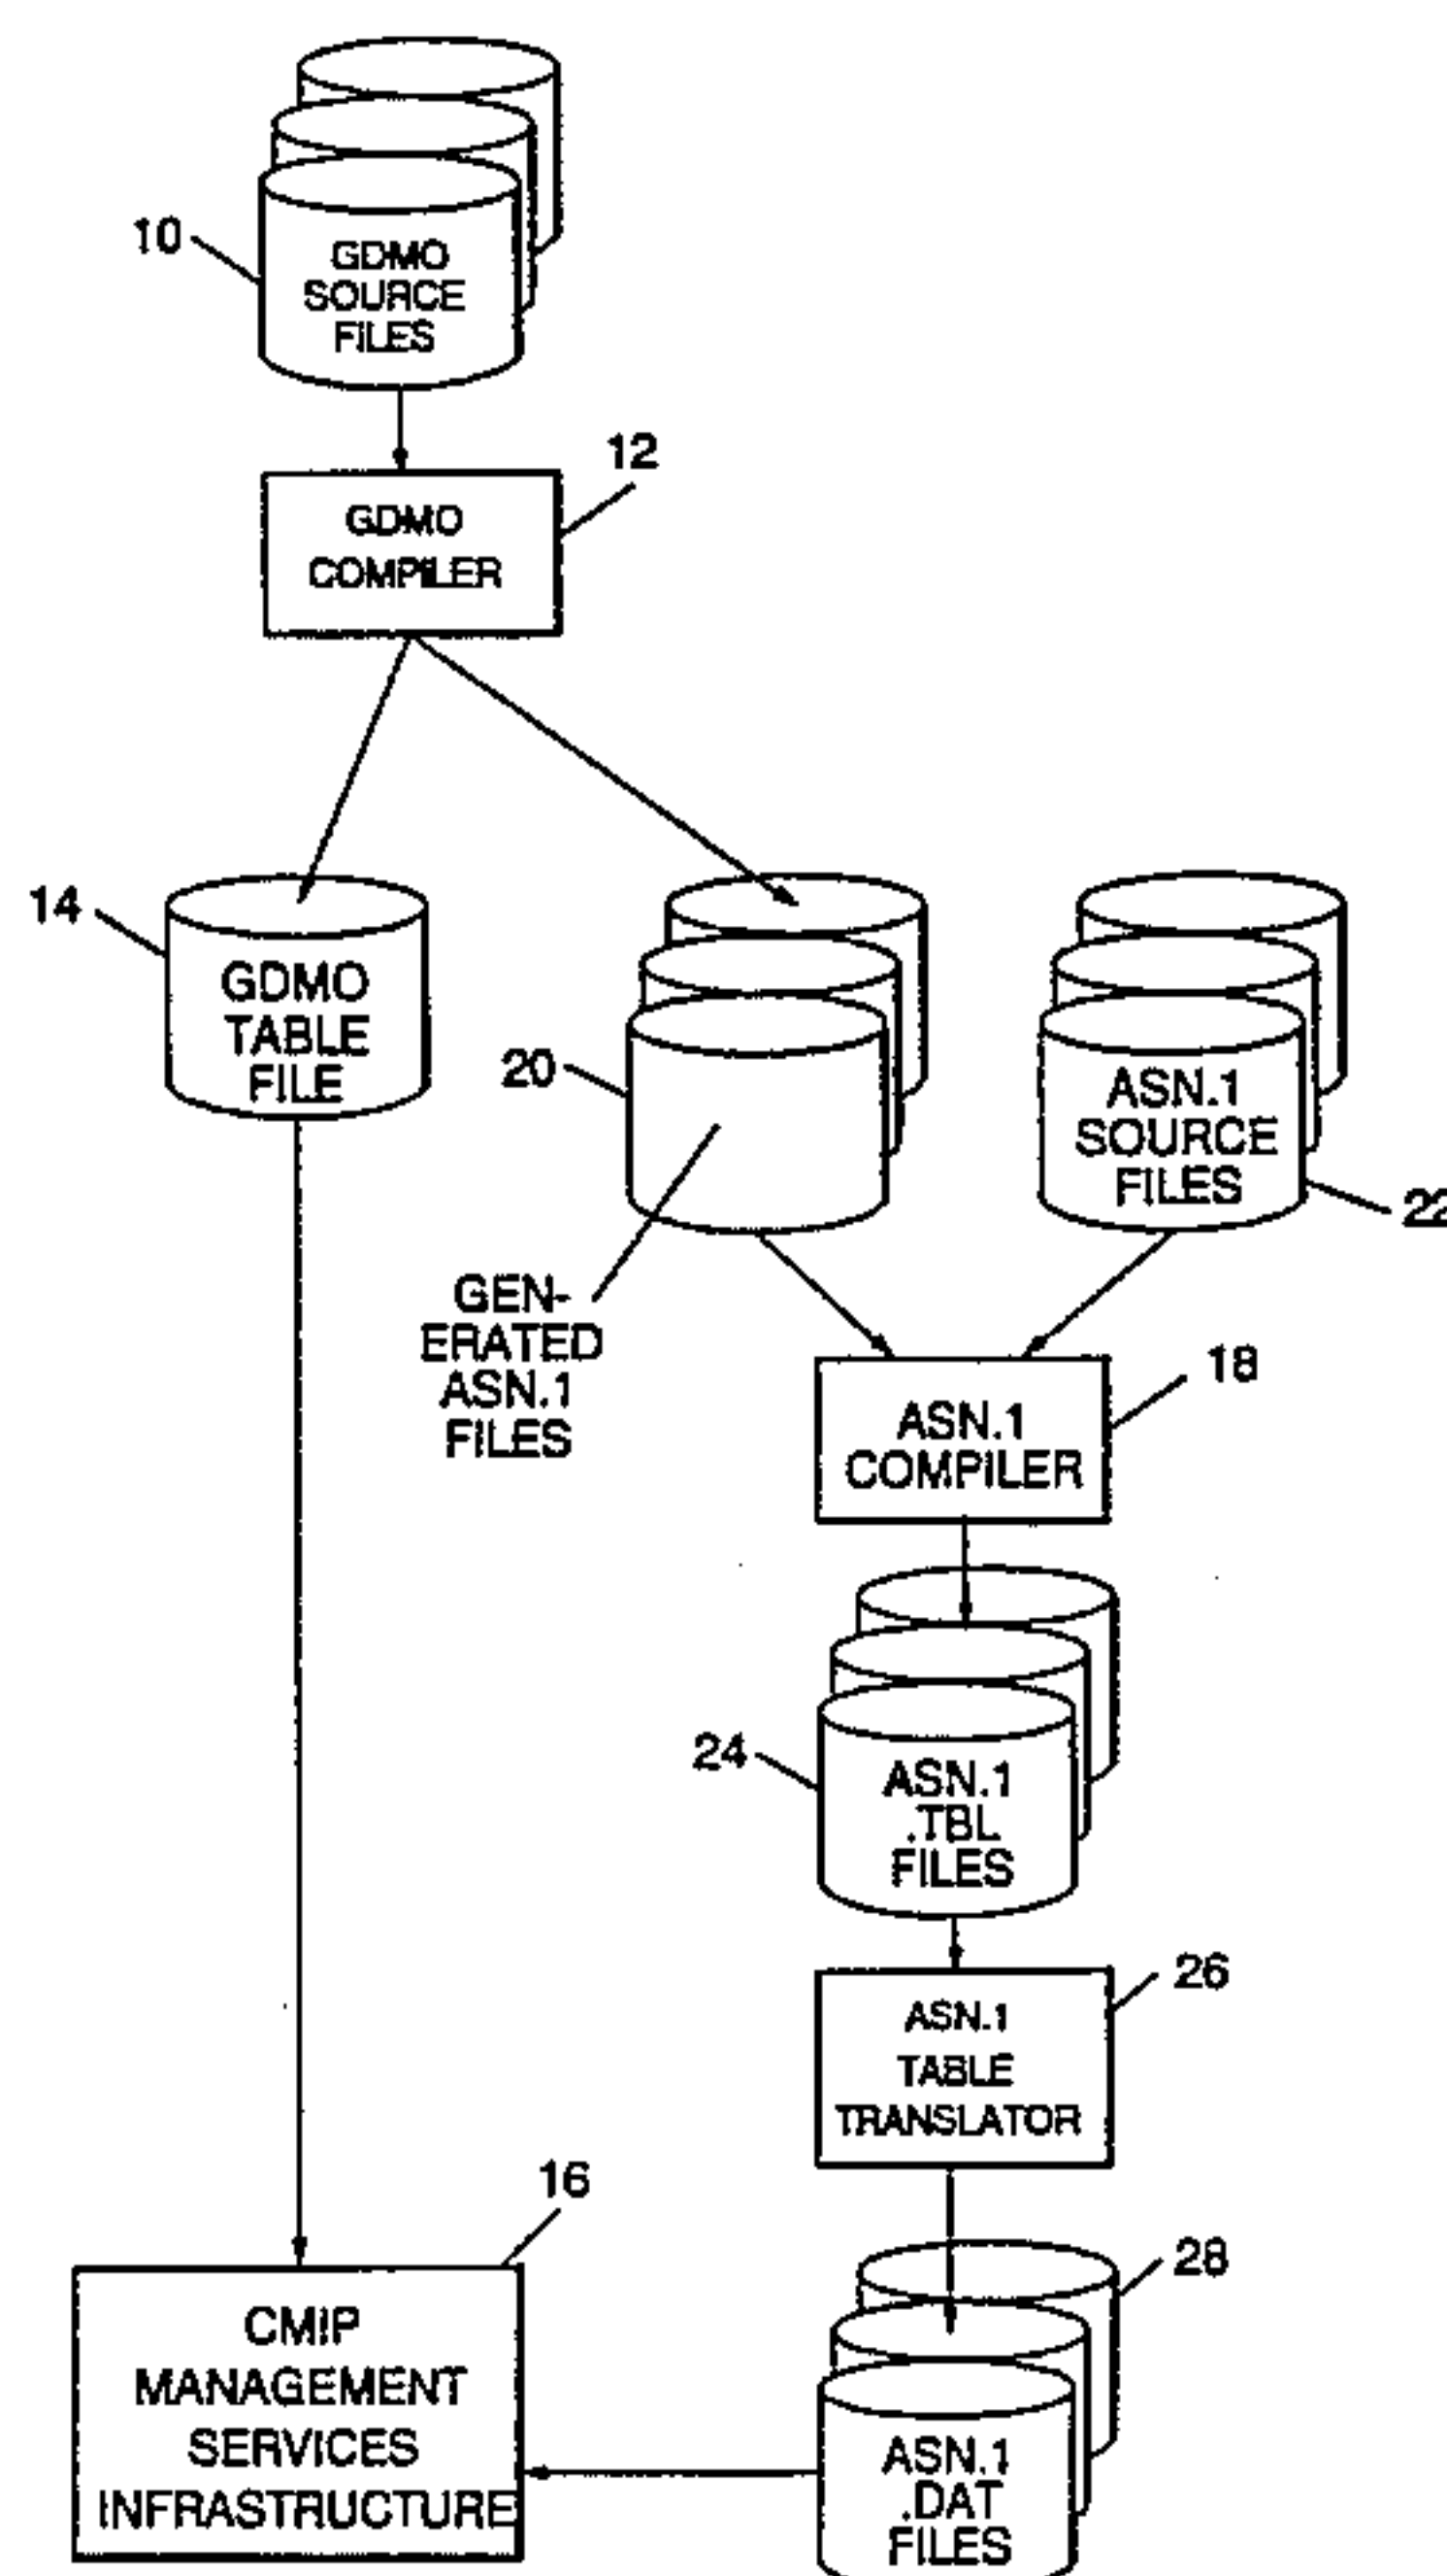 10
GDMO
SOURCE
FILES
12
GDMO
COMPILER
14
GDMO
TABLE
FILE
20
GEN-
ERATED
ASN.1
FILES
ASN.1
SOURCE
FILES
22
18
ASN.1
COMPILER
24
ASN.1
.TBL
FILES
26
ASN.1
TABLE
TRANSLATOR
16
CMIP
MANAGEMENT
SERVICES
INFRASTRUCTURE
28
ASN.1
.DAT
FILES